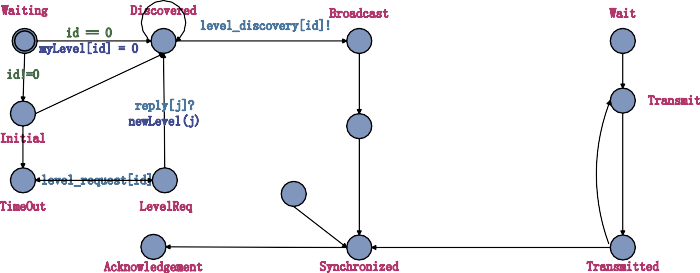 Waiting
Discovered
Broadcast
Wait
id == 0
level_discovery[id]!
myLevel[id] = 0
id!=0
reply[j]?
Transmit
newLevel(j)
Initial
level_request[id]
TimeOut
LevelReq
Acknowledgement
Synchronized
Transmitted